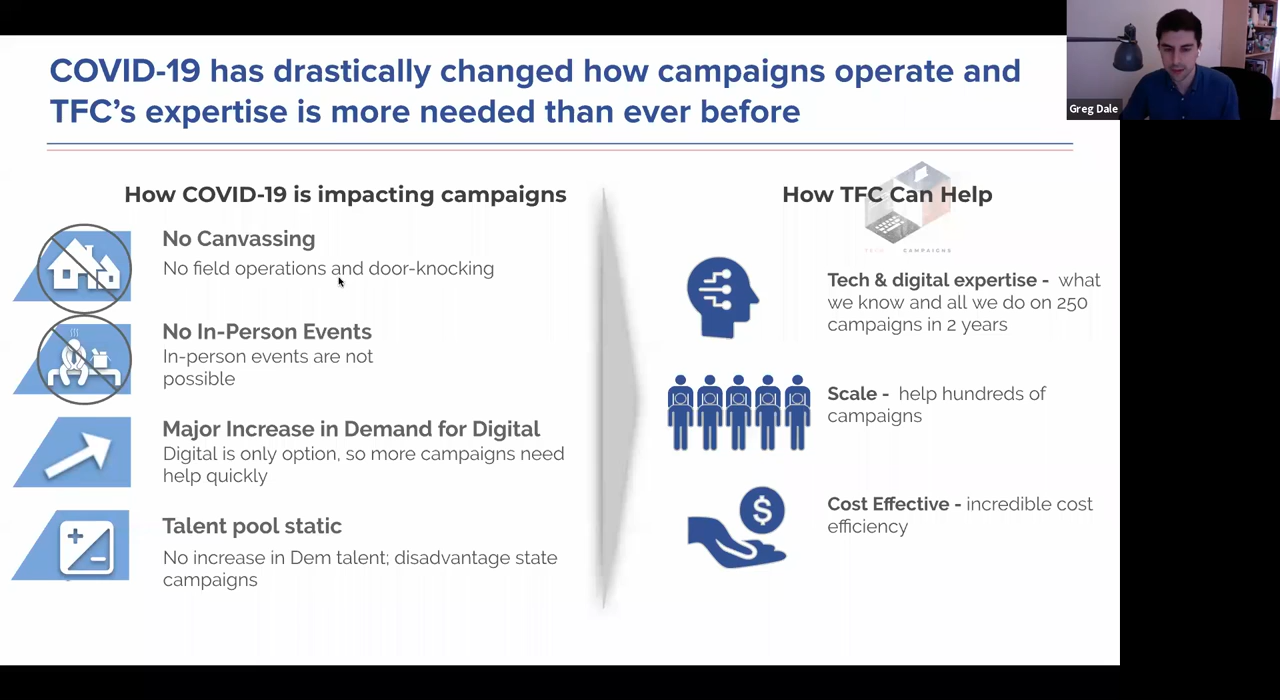 COVID-19 has drastically changed how campaigns operate and
TFC's expertise is more needed than ever before
Greg Dale
How COVID-19 is impacting campaigns
No Canvassing
No field operations and door-knocking
No In-Person Events
In-person events are not
possible
Major Increase in Demand for Digital
Digital is only option, so more campaigns need
help quickly
Talent pool static
No increase in Dem talent; disadvantage state
campaigns
How TFC Can Help
CAMPAIGNS
Tech & digital expertise - what
we know and all we do on 250
campaigns in 2 years
Scale - help hundreds of
campaigns
$
Cost Effective - incredible cost
efficiency